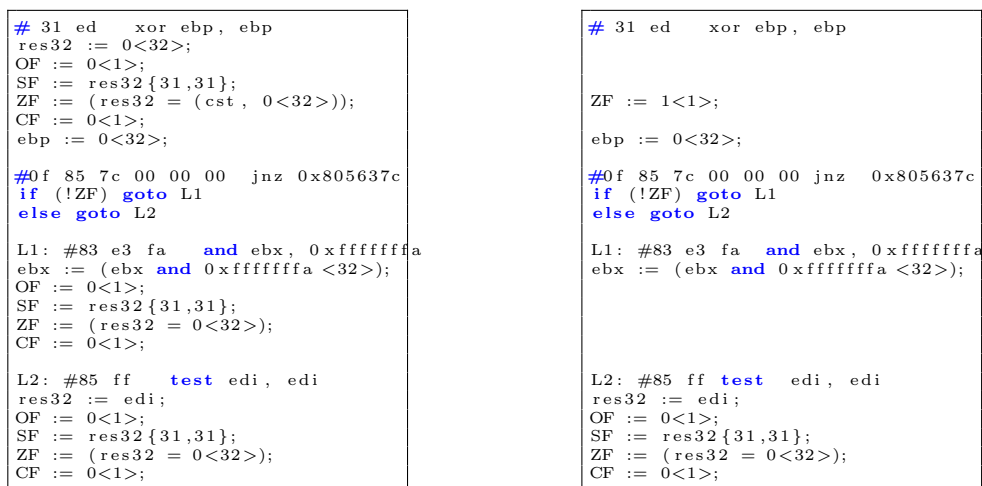 # 31 ed xor ebp, ebp
res32 := 0<32>;
OF := 0<1>;
SF := res32{31,31};
ZF := (res32 = (cst, 0<32>));
CF := 0<1>;
ebp := 0<32>;
#0f 85 7c 00 00 00 jnz 0x805637c
if (!ZF) goto L1
else goto L2
L1: #83 e3 fa and ebx, 0xfffffffa
ebx := (ebx and 0xfffffffa<32>);
OF := 0<1>;
SF := res32{31,31};
ZF := (res32 = 0<32>);
CF := 0<1>;
L2: #85 ff test edi, edi
res32 := edi;
OF := 0<1>;
SF := res32{31,31};
ZF := (res32 = 0<32>);
CF := 0<1>;
# 31 ed xor ebp, ebp
ZF := 1<1>;
ebp := 0<32>;
#0f 85 7c 00 00 00 jnz 0x805637c
if (!ZF) goto L1
else goto L2
L1: #83 e3 fa and ebx, 0xfffffffa
ebx := (ebx and 0xfffffffa<32>);
L2: #85 ff test edi, edi
res32 := edi;
OF := 0<1>;
SF := res32{31,31};
ZF := (res32 = 0<32>);
CF := 0<1>;